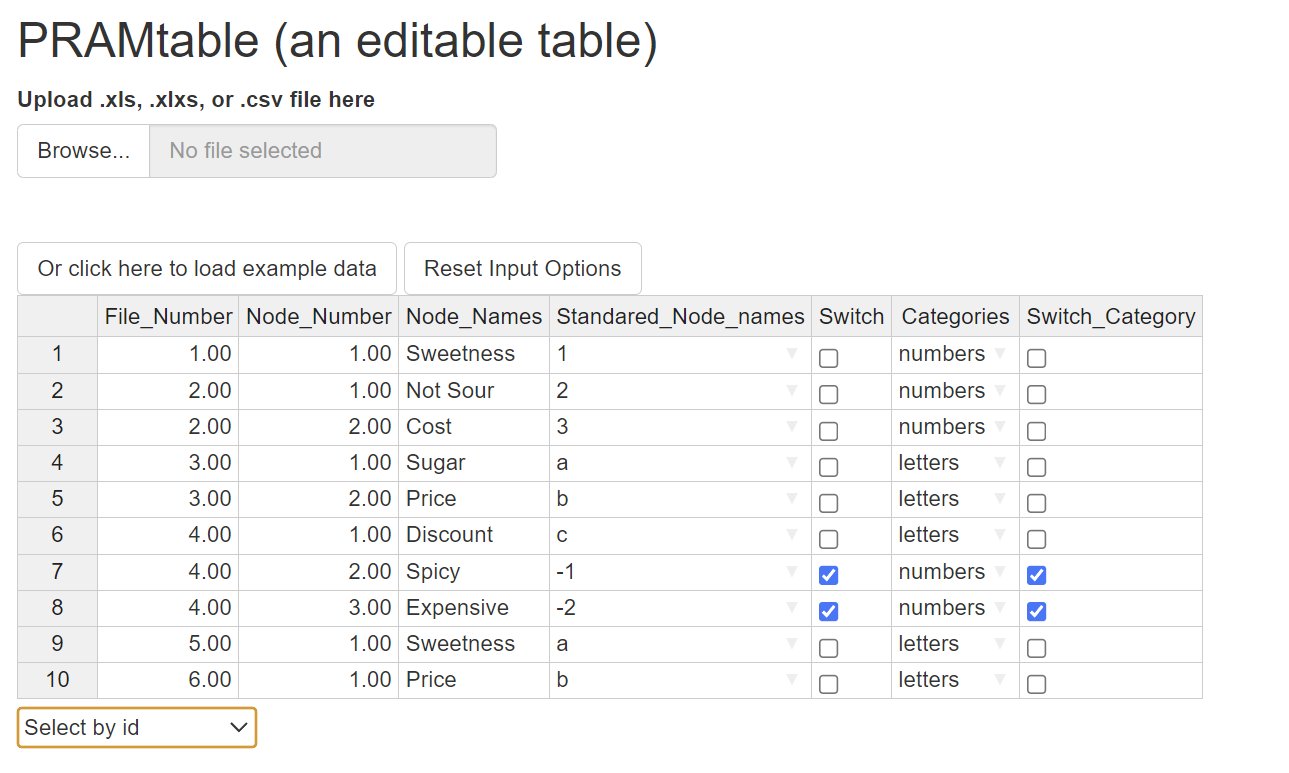 PRAMtable (an editable table)
Upload .xls, .xlxs, or .csv file here
Browse... No file selected
Or click here to load example data Reset Input Options
File_Number Node_Number Node_Names Standared_Node_names Switch Categories Switch_Category
1 1.00 1.00 Sweetness 1 numbers
2 2.00 1.00 Not Sour 2 numbers
3 2.00 2.00 Cost 3 numbers
4 3.00 1.00 Sugar a letters
5 3.00 2.00 Price b letters
6 4.00 1.00 Discount c letters
7 4.00 2.00 Spicy -1 numbers
8 4.00 3.00 Expensive -2 numbers
9 5.00 1.00 Sweetness a letters
10 6.00 1.00 Price b letters
Select by id